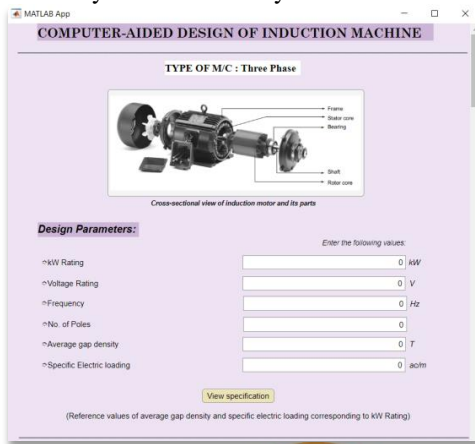 MATLAB App
COMPUTER-AIDED DESIGN OF INDUCTION MACHINE
TYPE OF M/C : Three Phase
Frame
Stator core
Bearing
Shaft
Rotor core
Cross-sectional view of induction motor and its parts
Design Parameters:
Enter the following values:
kW Rating 0 kW
Voltage Rating 0 V
Frequency 0 Hz
No. of Poles 0
Average gap density 0 T
Specific Electric loading 0 ac/m
View specification
(Reference values of average gap density and specific electric loading corresponding to kW Rating)